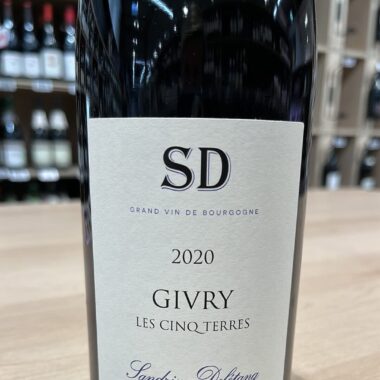 SD
GRAND VIN DE BOURGOGNE
2020
GIVRY
LES CINQ TERRES